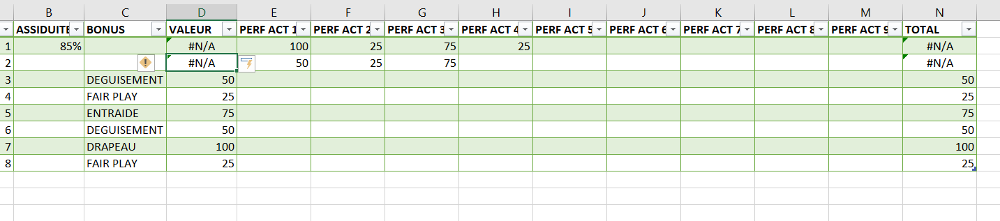 B C D E F G H I J K L M N
ASSIDUITE BONUS VALEUR PERF ACT 1 PERF ACT 2 PERF ACT 3 PERF ACT 4 PERF ACT 5 PERF ACT 6 PERF ACT 7 PERF ACT 8 PERF ACT 9 TOTAL
1 85% #N/A 100 25 75 25 #N/A
2 #N/A 50 25 75 #N/A
3 DEGUISEMENT 50 50
4 FAIR PLAY 25 25
5 ENTRAIDE 75 75
6 DEGUISEMENT 50 50
7 DRAPEAU 100 100
8 FAIR PLAY 25 25